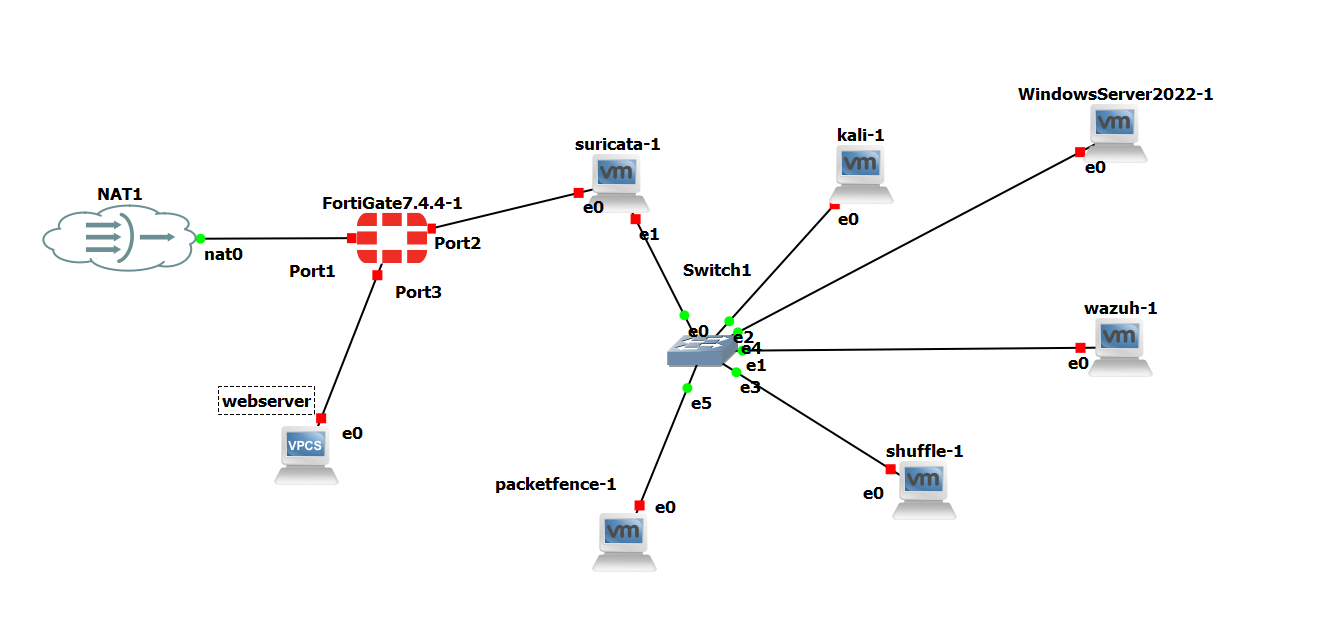 WindowsServer2022-1
vm
e0
kali-1
vm
e0
suricata-1
vm
e0
e1
NAT1
nat0
FortiGate7.4.4-1
Port1
Port2
Port3
Switch1
e0
e2
e4
e1
e3
e5
wazuh-1
vm
e0
webserver
VPCS
e0
shuffle-1
vm
e0
packetfence-1
vm
e0